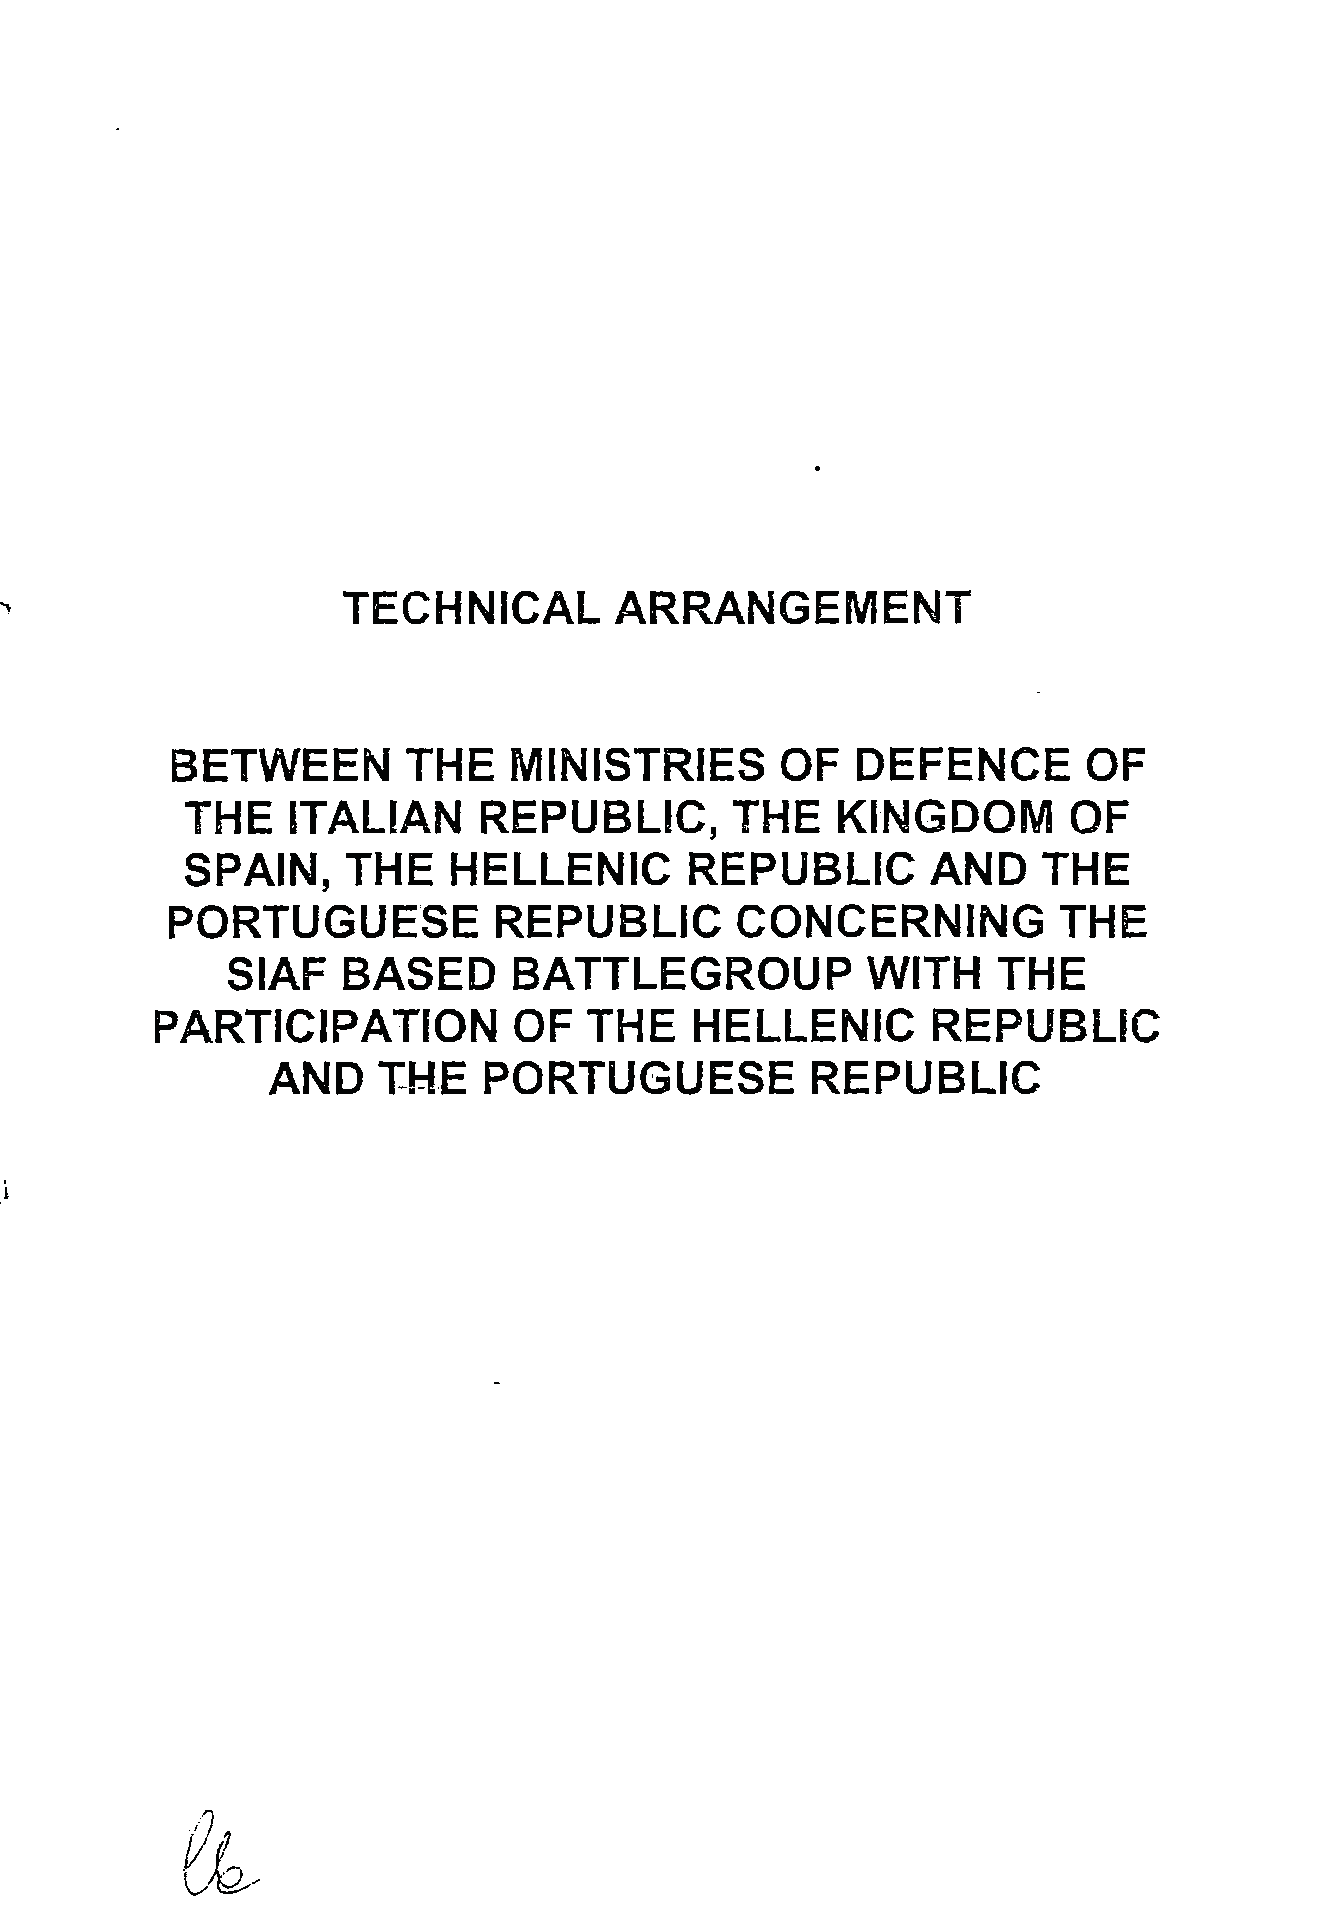 TECHNICAL ARRANGEMENT
BETWEEN THE MINISTRIES OF DEFENCE OF
THE ITALIAN REPUBLIC, THE KINGDOM OF
SPAIN, THE HELLENIC REPUBLIC AND THE
PORTUGUESE REPUBLIC CONCERNING THE
SIAF BASED BATTLEGROUP WITH THE
PARTICIPATION OF THE HELLENIC REPUBLIC
AND THE PORTUGUESE REPUBLIC